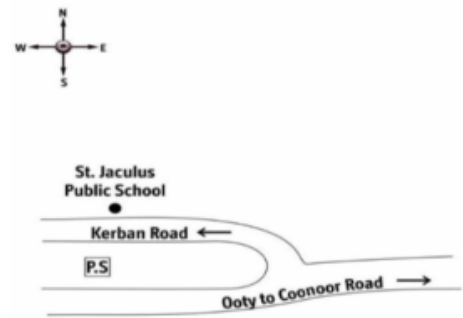 N
W E
S
St. Jaculus
Public School
Kerban Road
P.S
Ooty to Coonoor Road